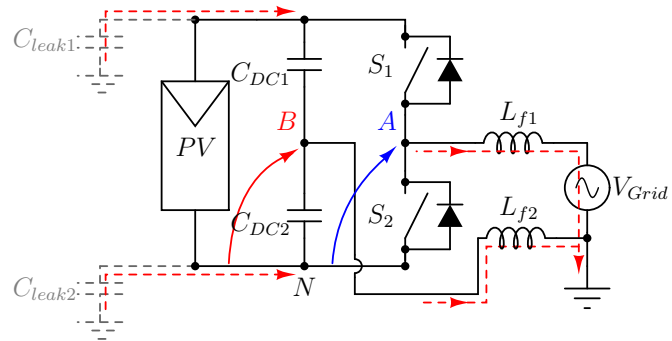 C_{leak1}
C_{DC1}
S_1
L_{f1}
B
A
PV
V_{Grid}
C_{DC2}
S_2
L_{f2}
C_{leak2}
N